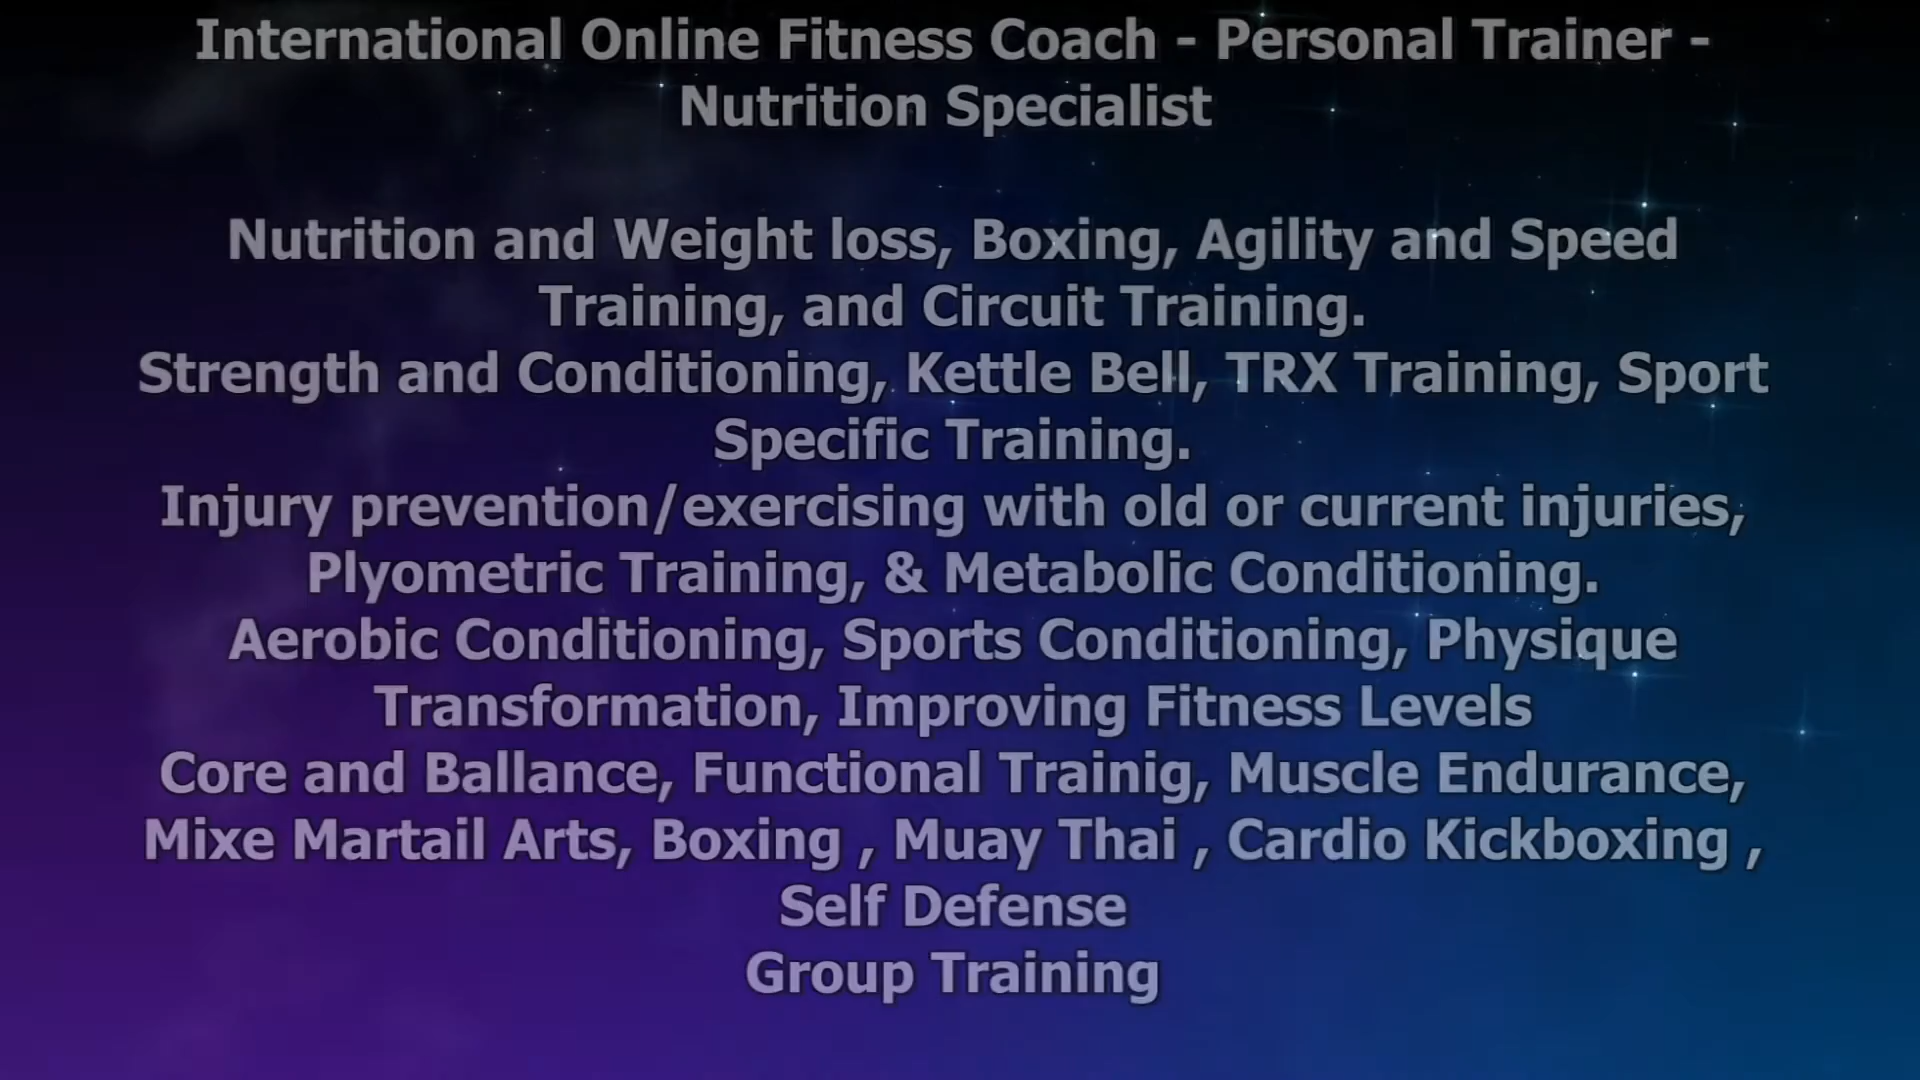 International Online Fitness Coach - Personal Trainer -
Nutrition Specialist
Nutrition and Weight loss, Boxing, Agility and Speed
Training, and Circuit Training.
Strength and Conditioning, Kettle Bell, TRX Training, Sport
Specific Training.
Injury prevention/exercising with old or current injuries,
Plyometric Training, & Metabolic Conditioning.
Aerobic Conditioning, Sports Conditioning, Physique
Transformation, Improving Fitness Levels
Core and Ballance, Functional Trainig, Muscle Endurance,
Mixe Martail Arts, Boxing , Muay Thai , Cardio Kickboxing ,
Self Defense
Group Training